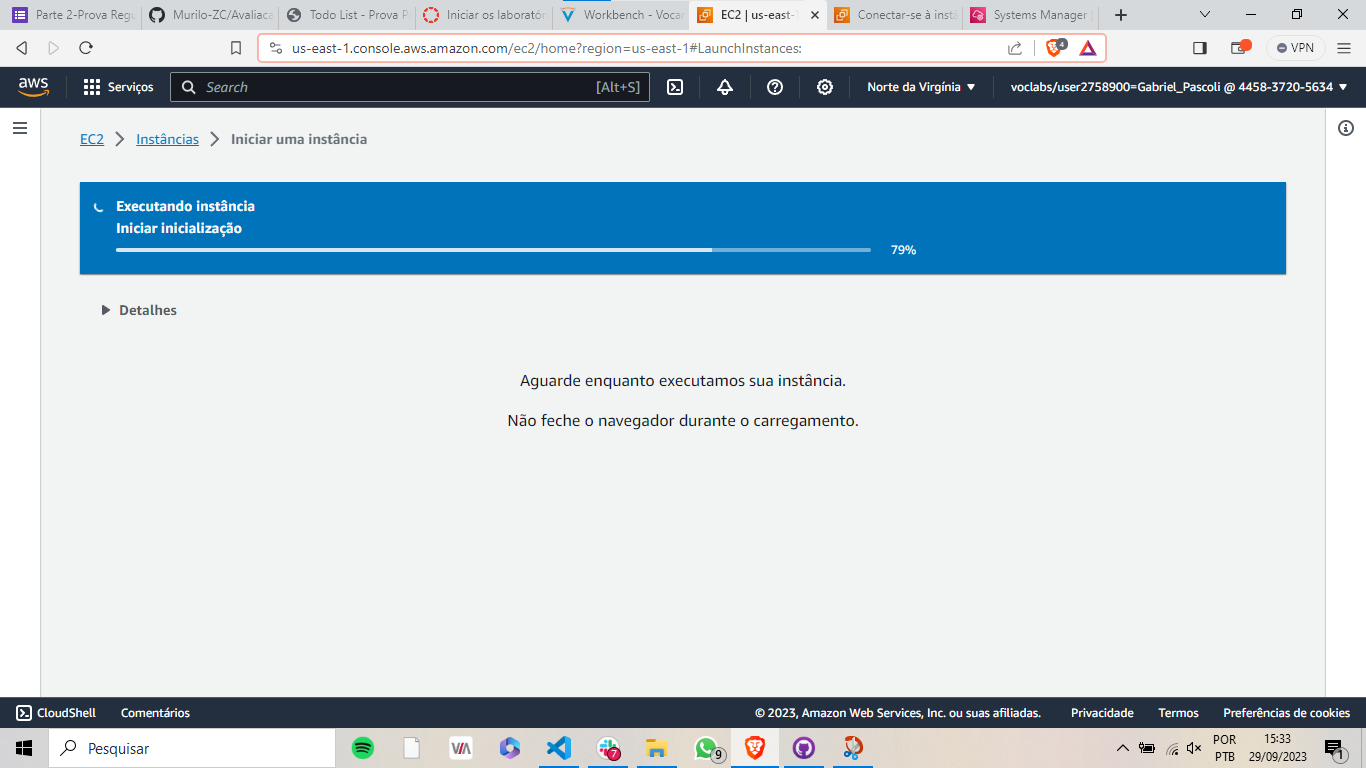 Parte 2-Prova Regu
Murilo-ZC/Avaliaca
Todo List - Prova P
Iniciar os laboratór
Workbench - Vocar
EC2 | us-east-1
Conectar-se à instâ
Systems Manager |
us-east-1.console.aws.amazon.com/ec2/home?region=us-east-1#LaunchInstances:
4
VPN
aws
Serviços
Search
[Alt+S]
Norte da Virgínia
voclabs/user2758900=Gabriel_Pascoli @ 4458-3720-5634
EC2
Instâncias
Iniciar uma instância
Executando instância
Iniciar inicialização
79%
Detalhes
Aguarde enquanto executamos sua instância.
Não feche o navegador durante o carregamento.
CloudShell
Comentários
© 2023, Amazon Web Services, Inc. ou suas afiliadas.
Privacidade
Termos
Preferências de cookies
Pesquisar
VIA
7
9
POR
PTB
15:33
29/09/2023
1